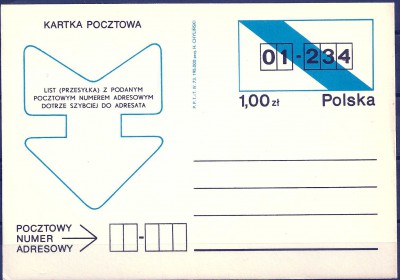 KARTKA POCZTOWA
LIST (PRZESYŁKA) Z PODANYM
POCZTOWYM NUMEREM ADRESOWYM
DOTRZE SZYBCIEJ DO ADRESATA
POCZTOWY
NUMER
ADRESOWY
01-234
1,00 zł Polska